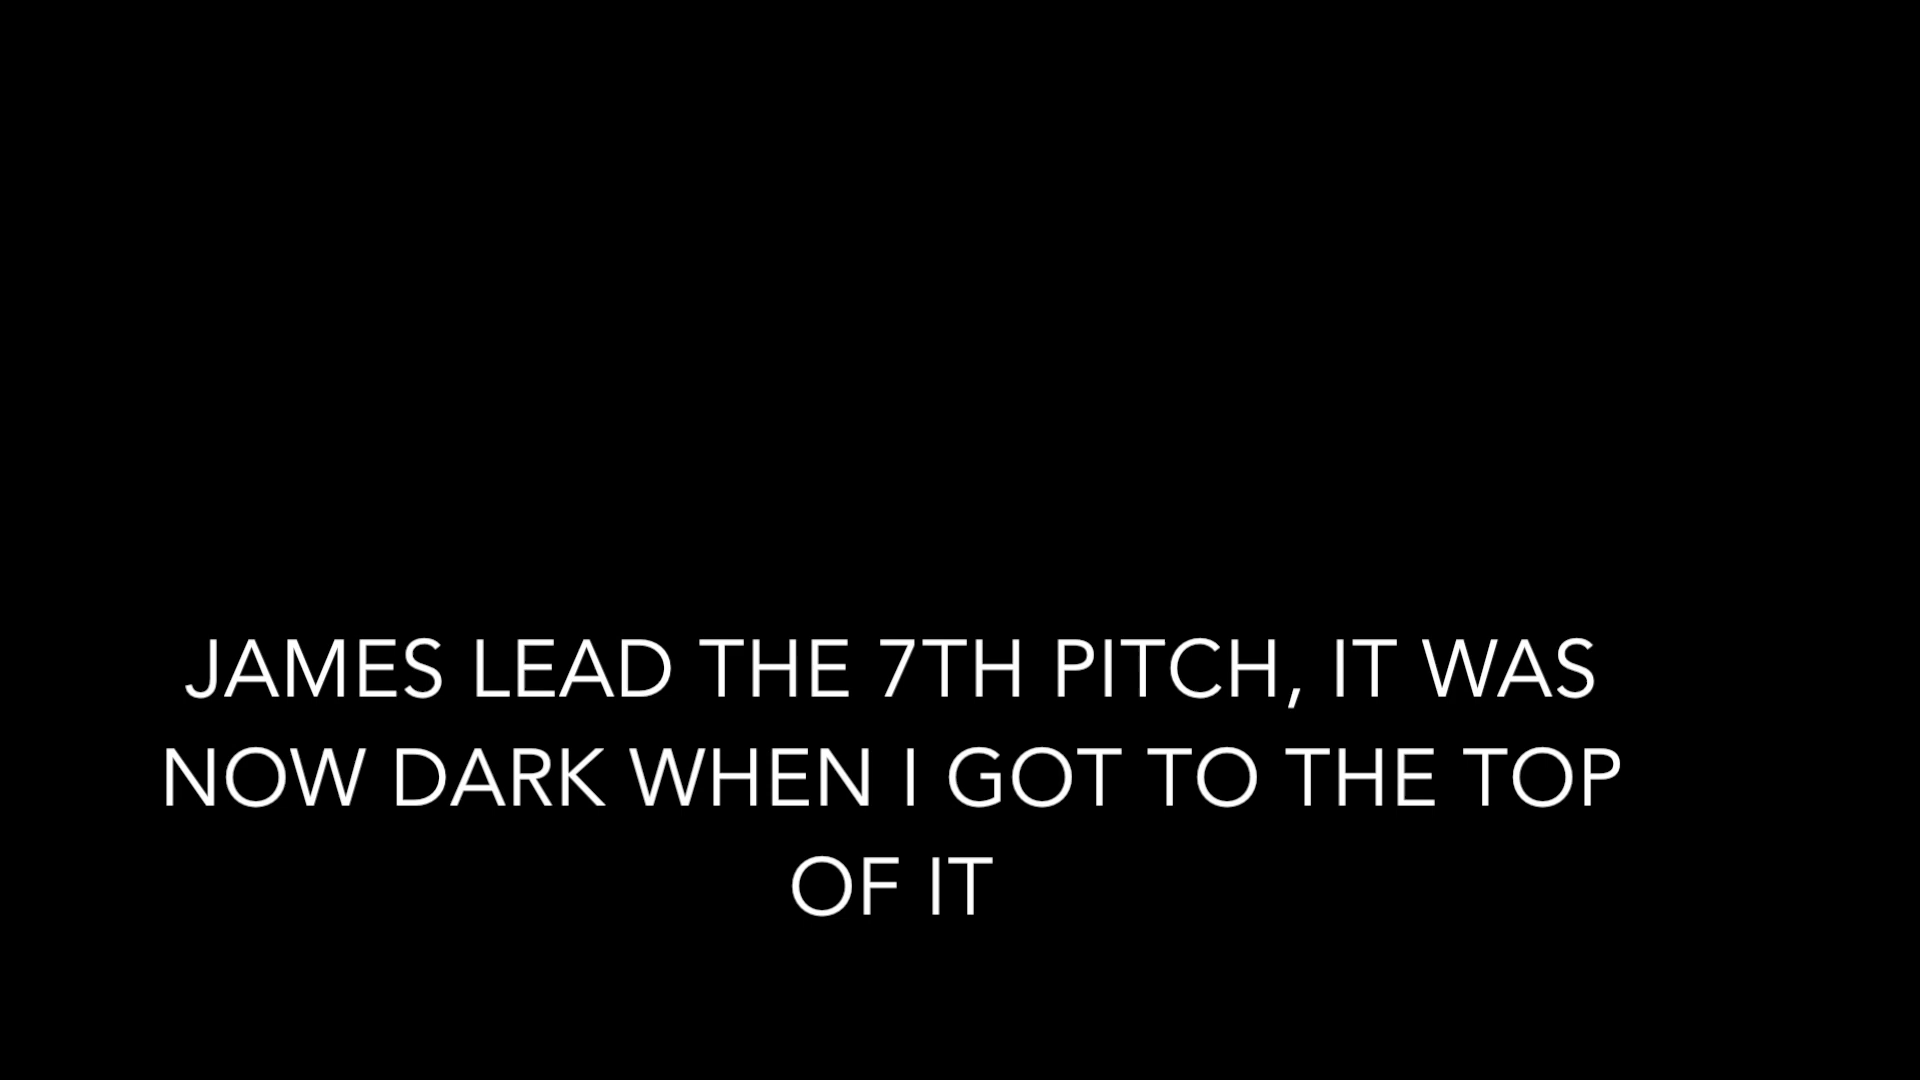 JAMES LEAD THE 7TH PITCH, IT WAS
NOW DARK WHEN I GOT TO THE TOP
OF IT